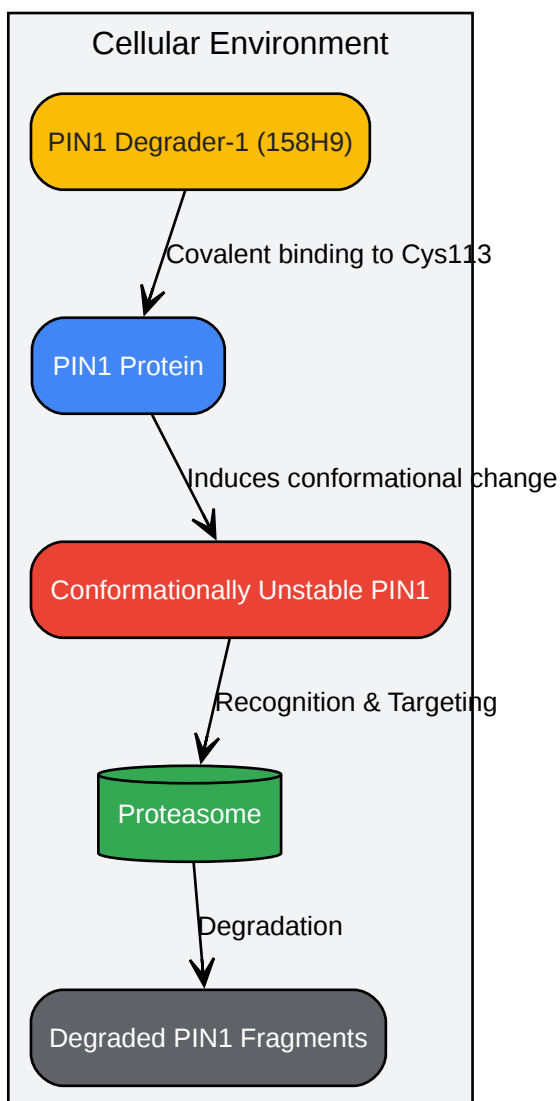 Cellular Environment
PIN1 Degrader-1 (158H9)
Covalent binding to Cys113
PIN1 Protein
Induces conformational change
Conformationally Unstable PIN1
Recognition & Targeting
Proteasome
Degradation
Degraded PIN1 Fragments